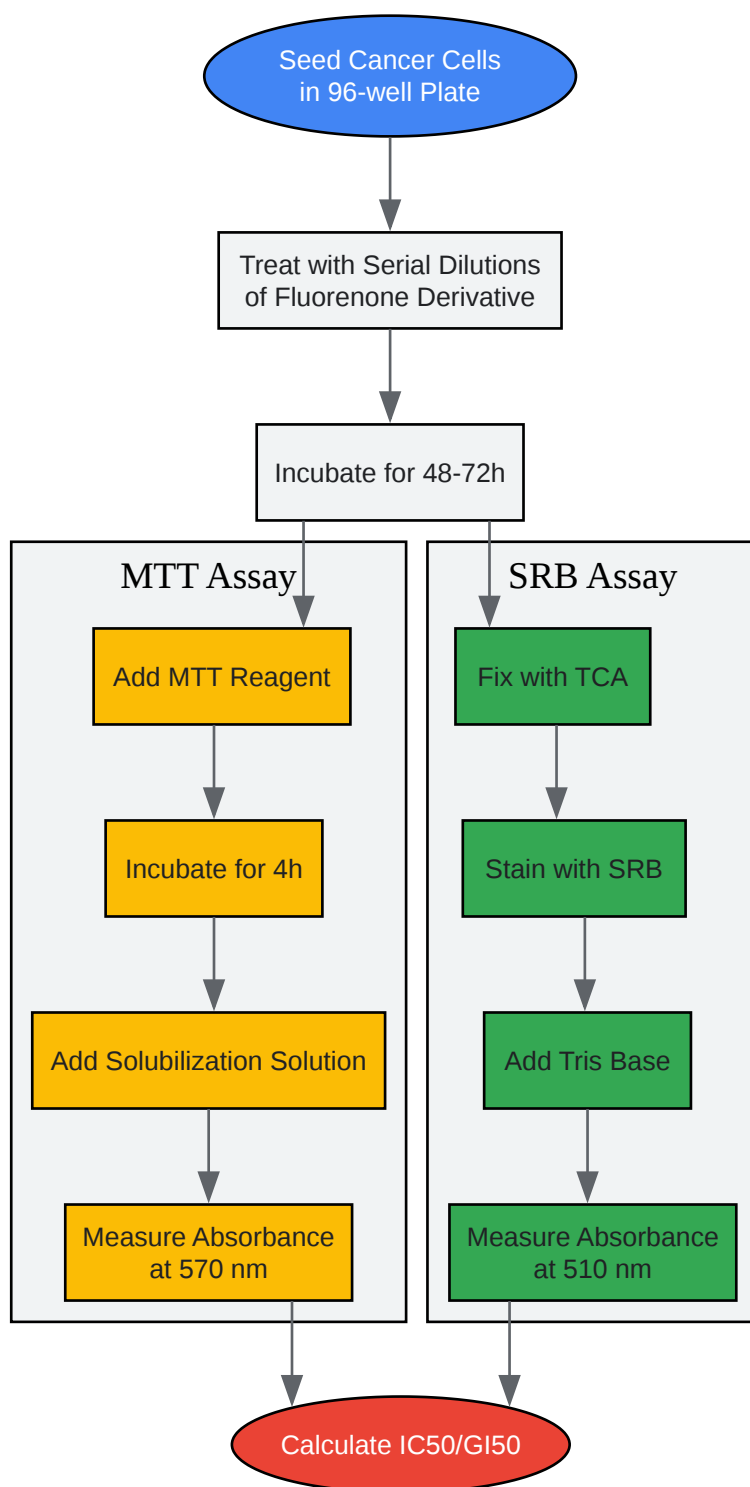 Seed Cancer Cells
in 96-well Plate
Treat with Serial Dilutions
of Fluorenone Derivative
Incubate for 48-72h
MTT Assay
Add MTT Reagent
Incubate for 4h
Add Solubilization Solution
Measure Absorbance
at 570 nm
SRB Assay
Fix with TCA
Stain with SRB
Add Tris Base
Measure Absorbance
at 510 nm
Calculate IC50/GI50